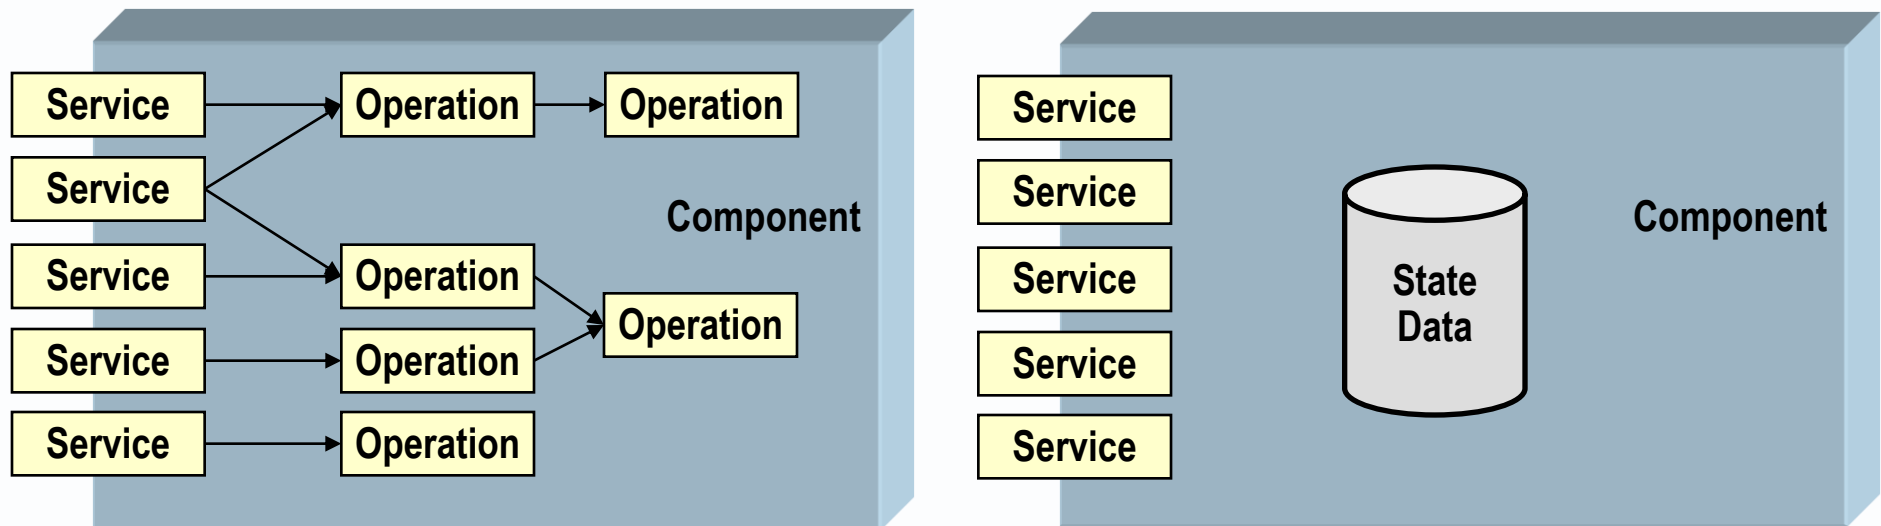 Service
Operation
Operation
Service
Component
Service
Operation
Operation
Service
Operation
Service
Operation
Service
Service
Component
Service
State
Data
Service
Service